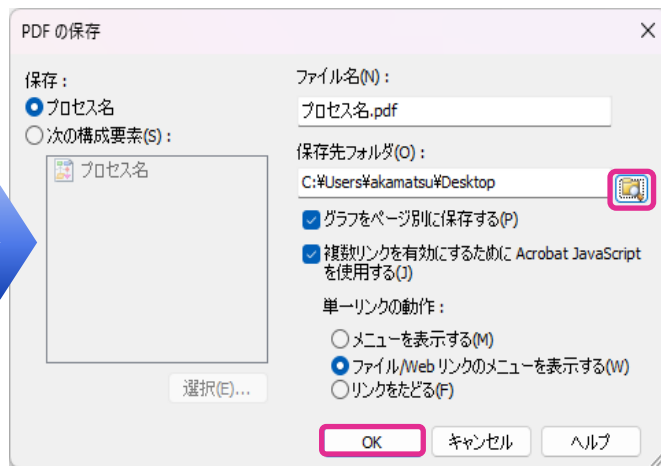 PDF の保存
保存：
プロセス名
次の構成要素(S)：
プロセス名
選択(E)...
ファイル名(N)：
プロセス名.pdf
保存先フォルダ(O)：
C:¥Users¥akamatsu¥Desktop
グラフをページ別に保存する(P)
複数リンクを有効にするために Acrobat JavaScript
を使用する(J)
単一リンクの動作：
メニューを表示する(M)
ファイル/Web リンクのメニューを表示する(W)
リンクをたどる(F)
OK
キャンセル
ヘルプ